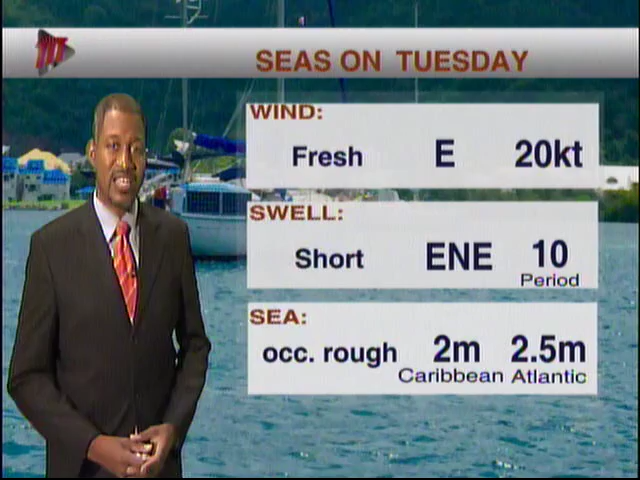 SEAS ON TUESDAY
WIND:
Fresh E 20kt
SWELL:
Short ENE 10
Period
SEA:
occ. rough 2m 2.5m
Caribbean Atlantic